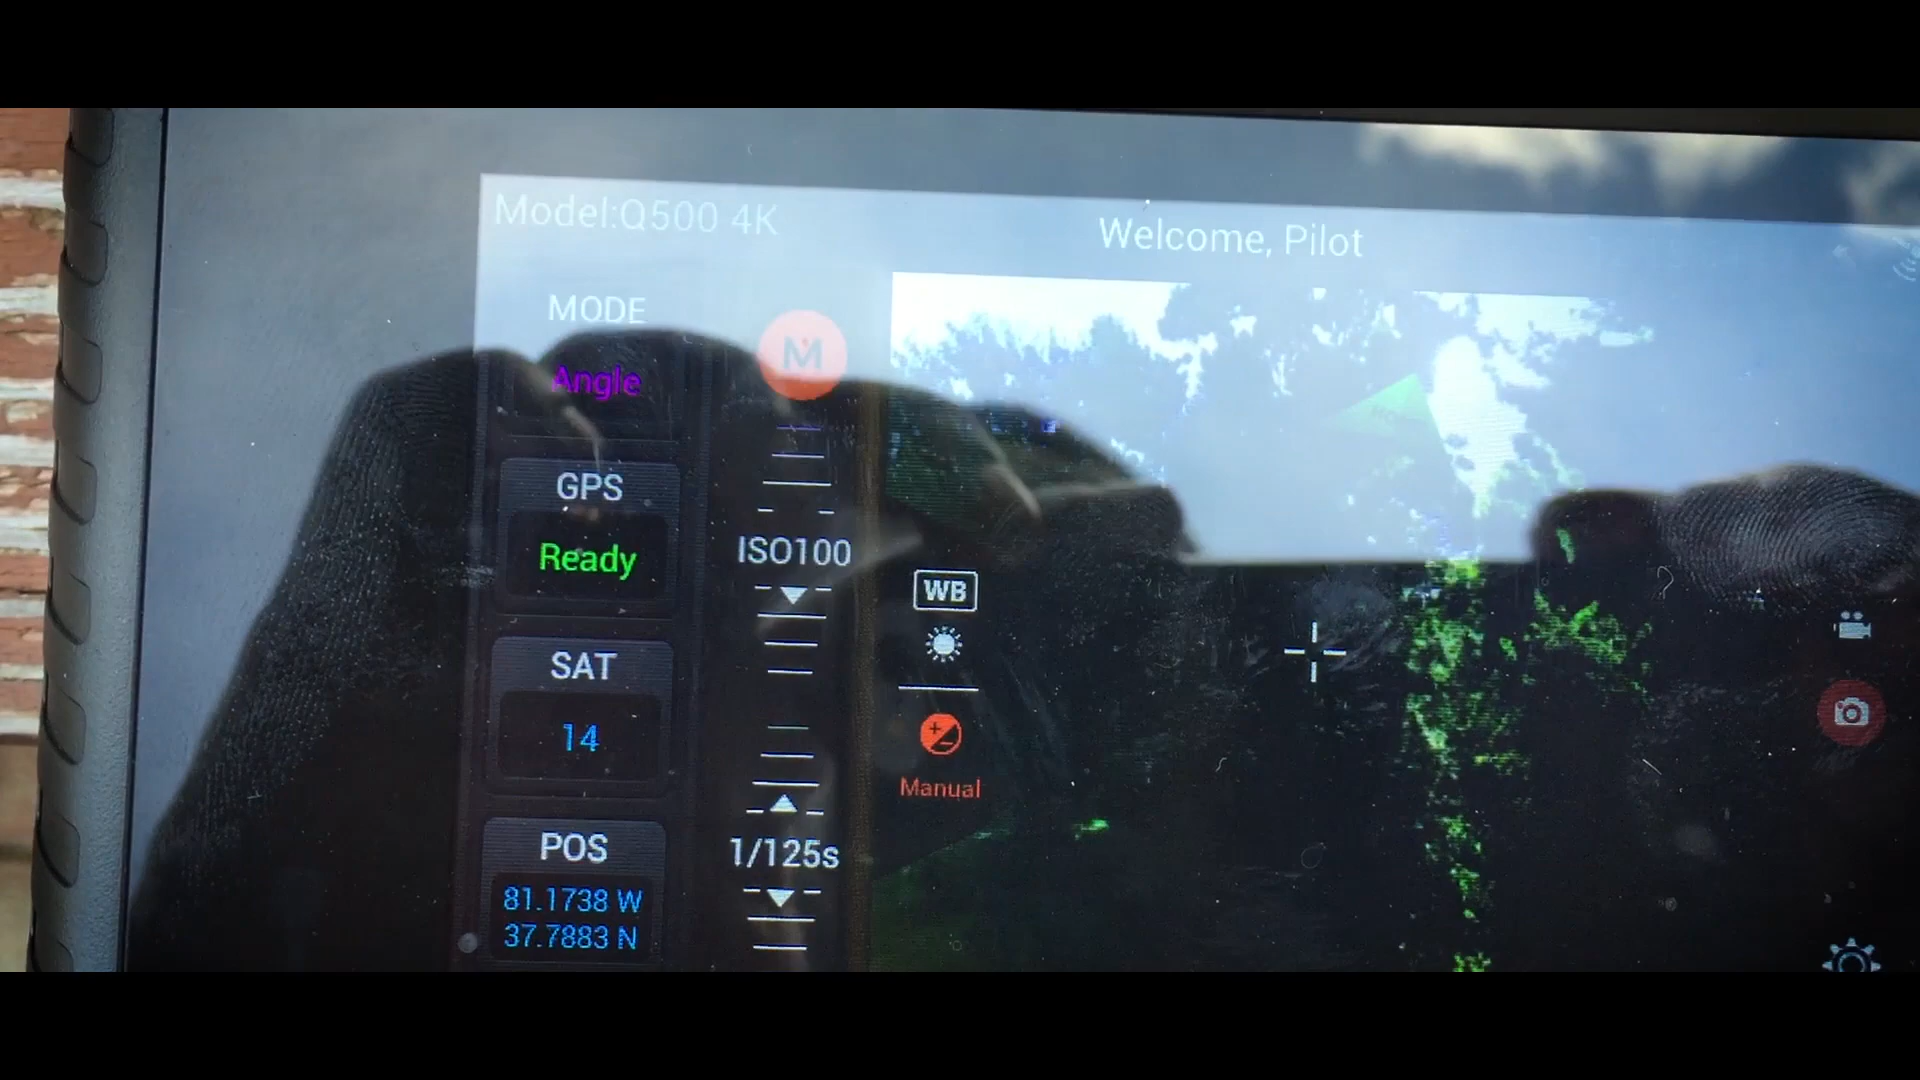 Model:Q500 4K
Welcome, Pilot
MODE
M
Angle
GPS
Ready
ISO100
WB
SAT
14
Manual
POS
1/125s
81.1738 W
37.7883 N